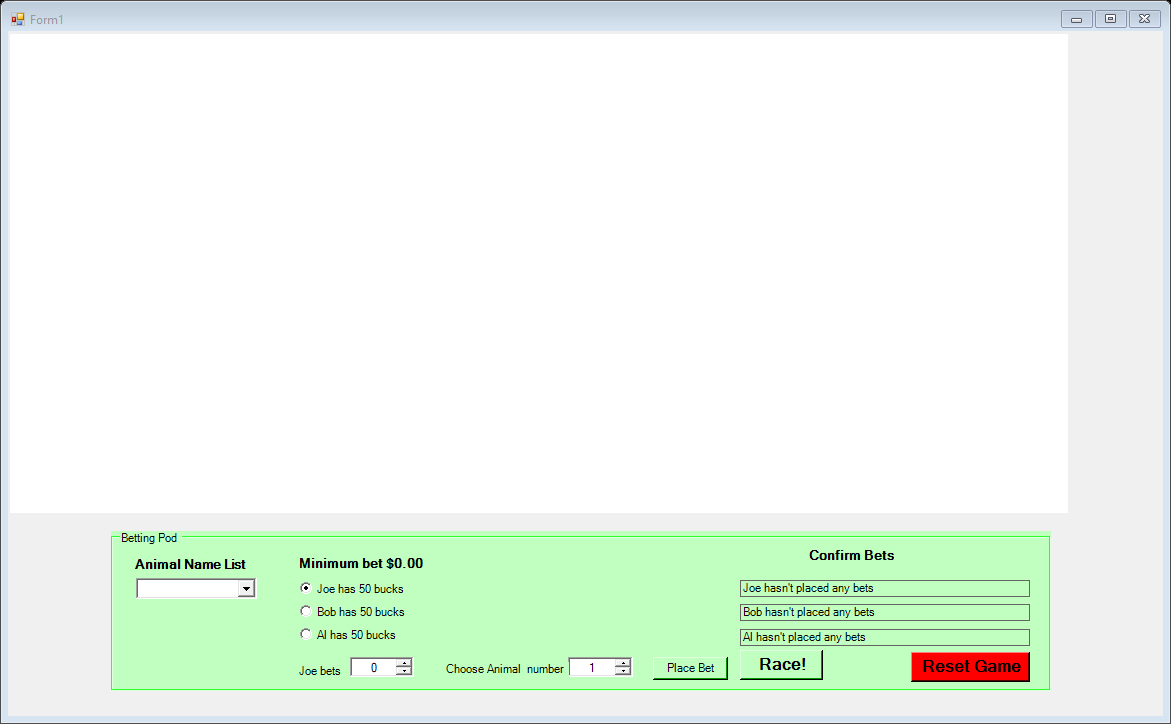 Form1
Betting Pod
Animal Name List
Minimum bet $0.00
Confirm Bets
Joe has 50 bucks
Joe hasn't placed any bets
Bob has 50 bucks
Bob hasn't placed any bets
Al has 50 bucks
Al hasn't placed any bets
Joe bets 0 Choose Animal number 1 Place Bet Race! Reset Game